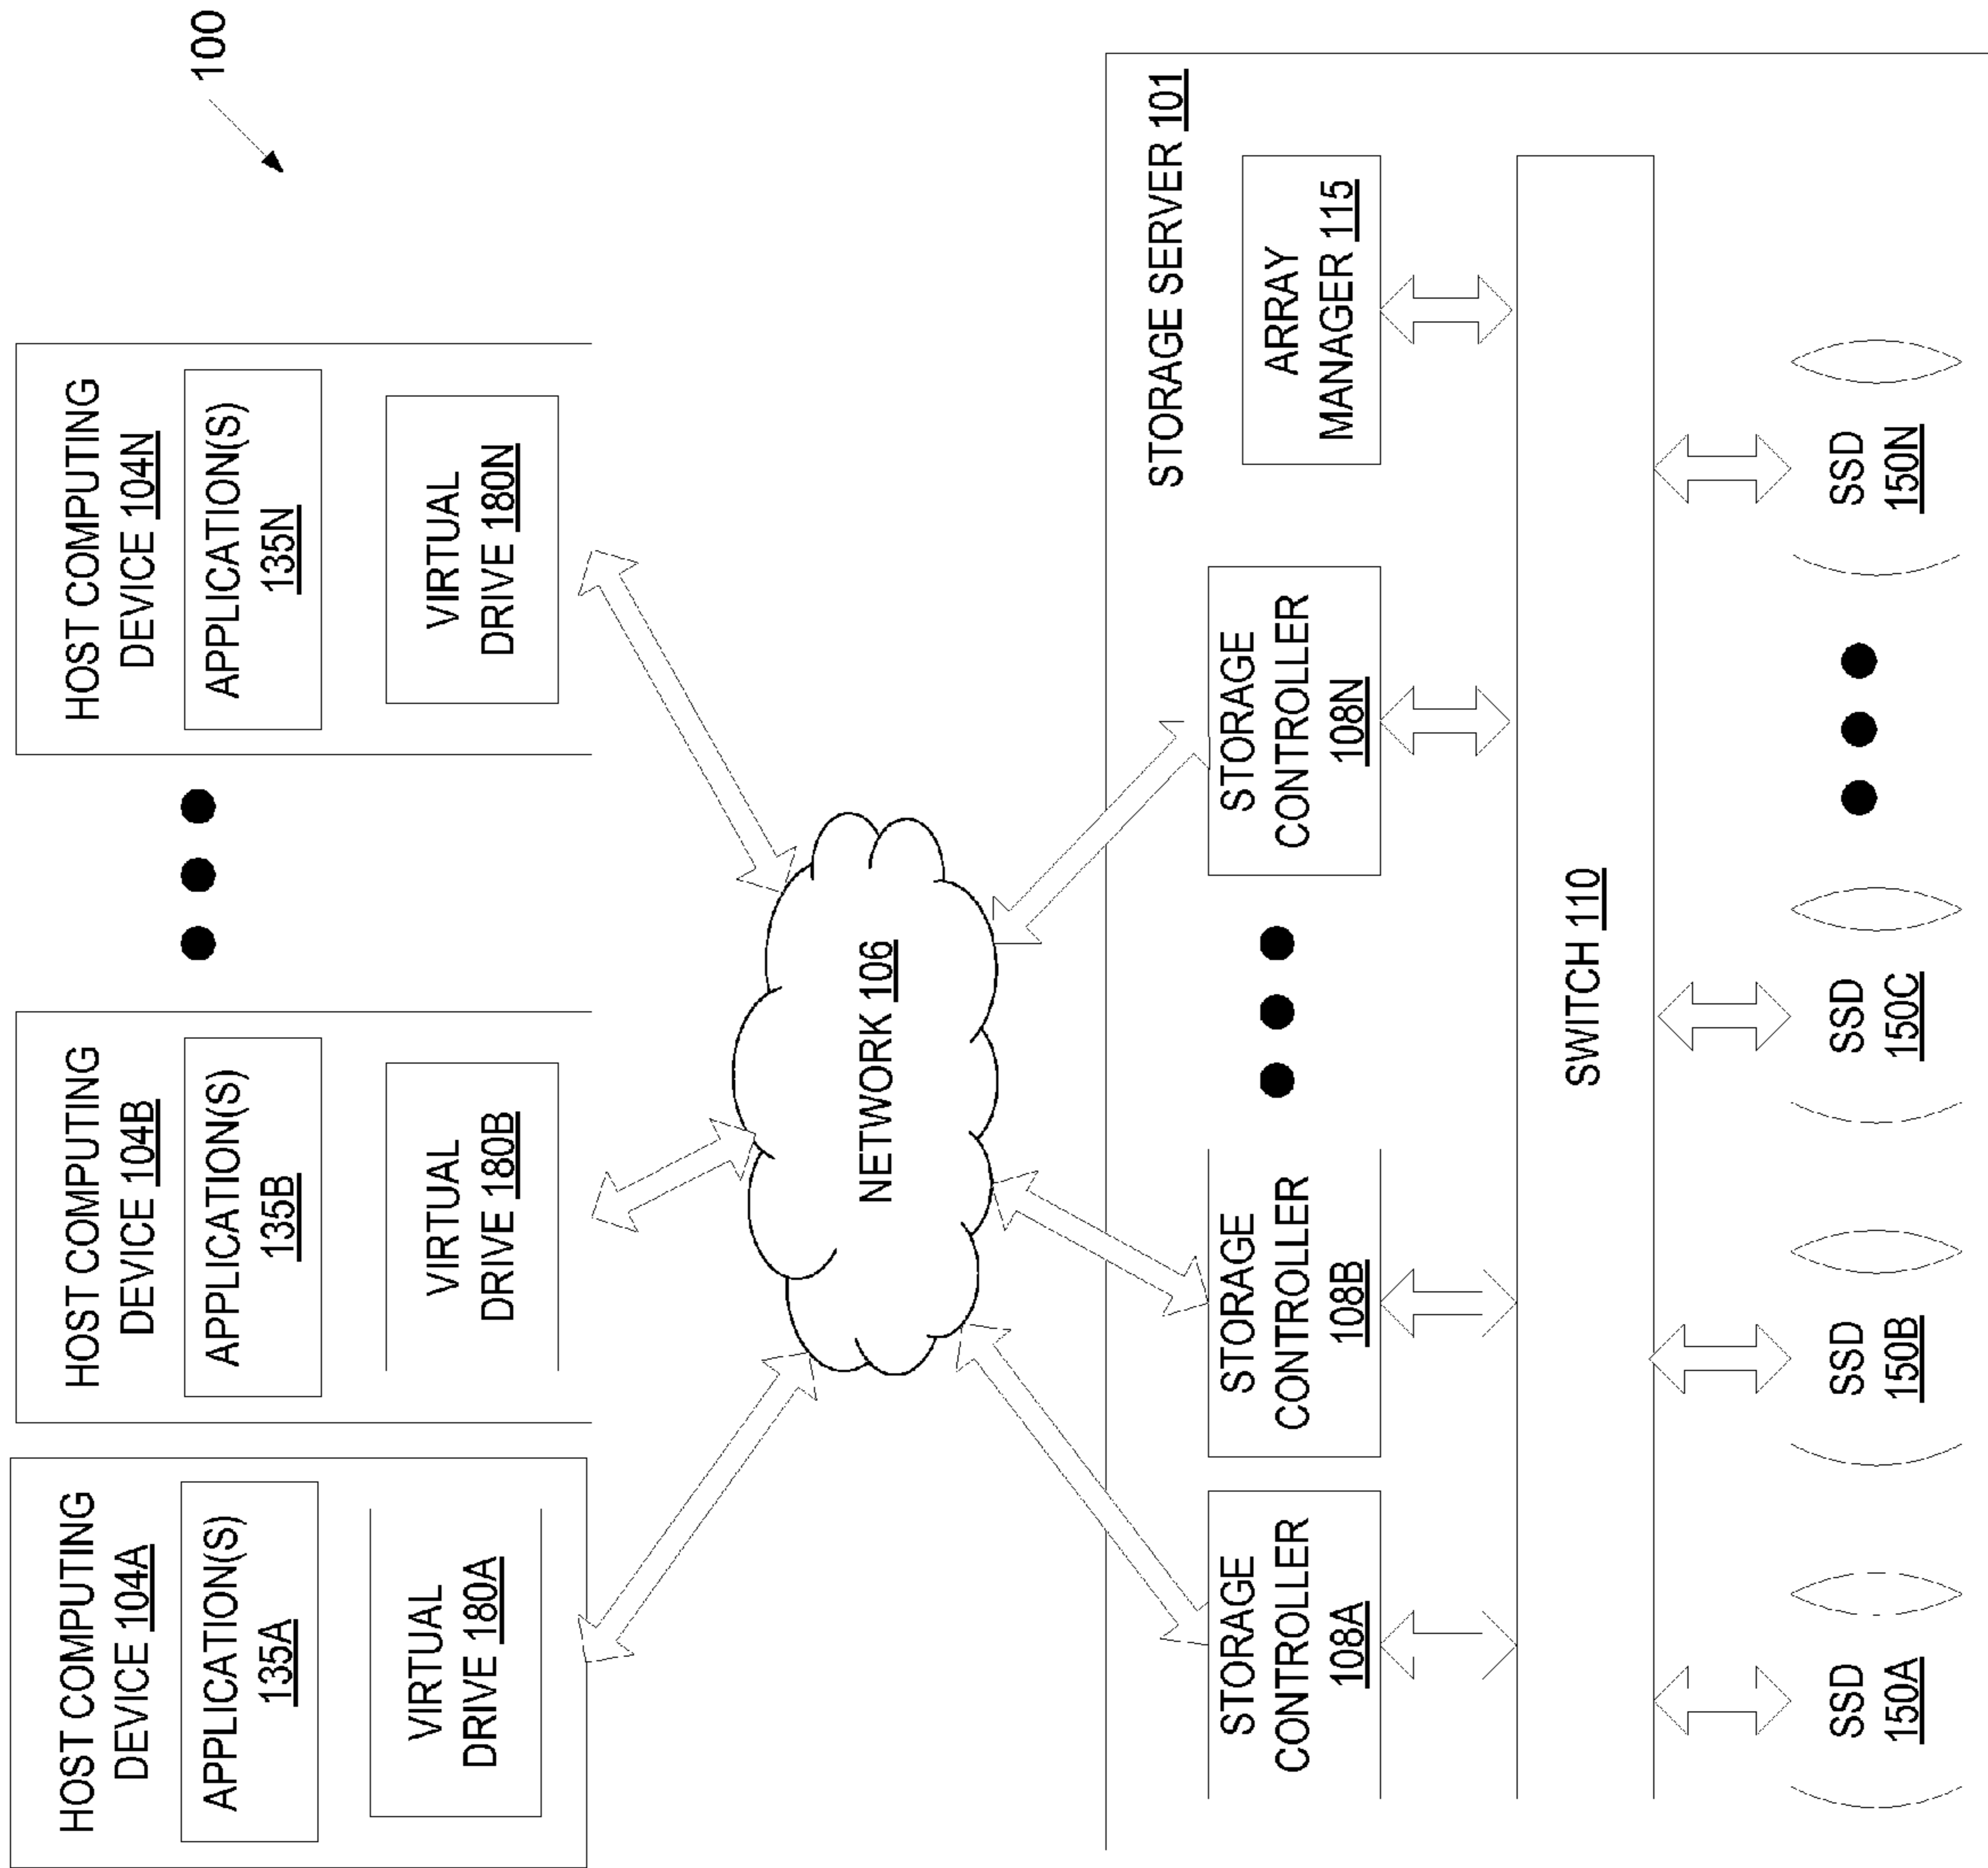 100
HOST COMPUTING
DEVICE 104A
APPLICATION(S)
135A
VIRTUAL
DRIVE 180A
HOST COMPUTING
DEVICE 104B
APPLICATION(S)
135B
VIRTUAL
DRIVE 180B
HOST COMPUTING
DEVICE 104N
APPLICATION(S)
135N
VIRTUAL
DRIVE 180N
NETWORK 106
STORAGE SERVER 101
STORAGE
CONTROLLER
108A
STORAGE
CONTROLLER
108B
STORAGE
CONTROLLER
108N
ARRAY
MANAGER 115
SWITCH 110
SSD
150A
SSD
150B
SSD
150C
SSD
150N